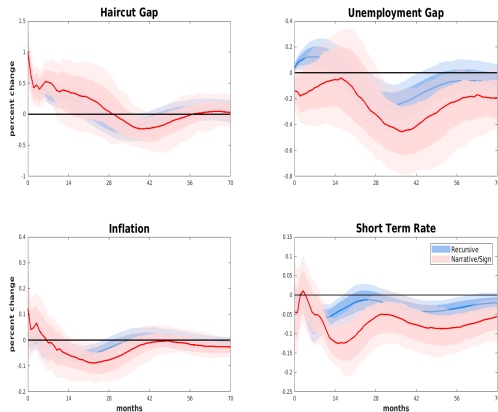 Haircut Gap
percent change
1.5
1
0.5
0
-0.5
-1
0 14 28 42 56 70
Unemployment Gap
0.4
0.2
0
-0.2
-0.4
-0.6
-0.8
0 14 28 42 56 70
Inflation
percent change
0.4
0.3
0.2
0.1
0
-0.1
-0.2
0 14 28 42 56 70
months
Short Term Rate
0.15
0.1
0.05
0
-0.05
-0.1
-0.15
-0.2
-0.25
0 14 28 42 56 70
months
Recursive
Narrative/Sign